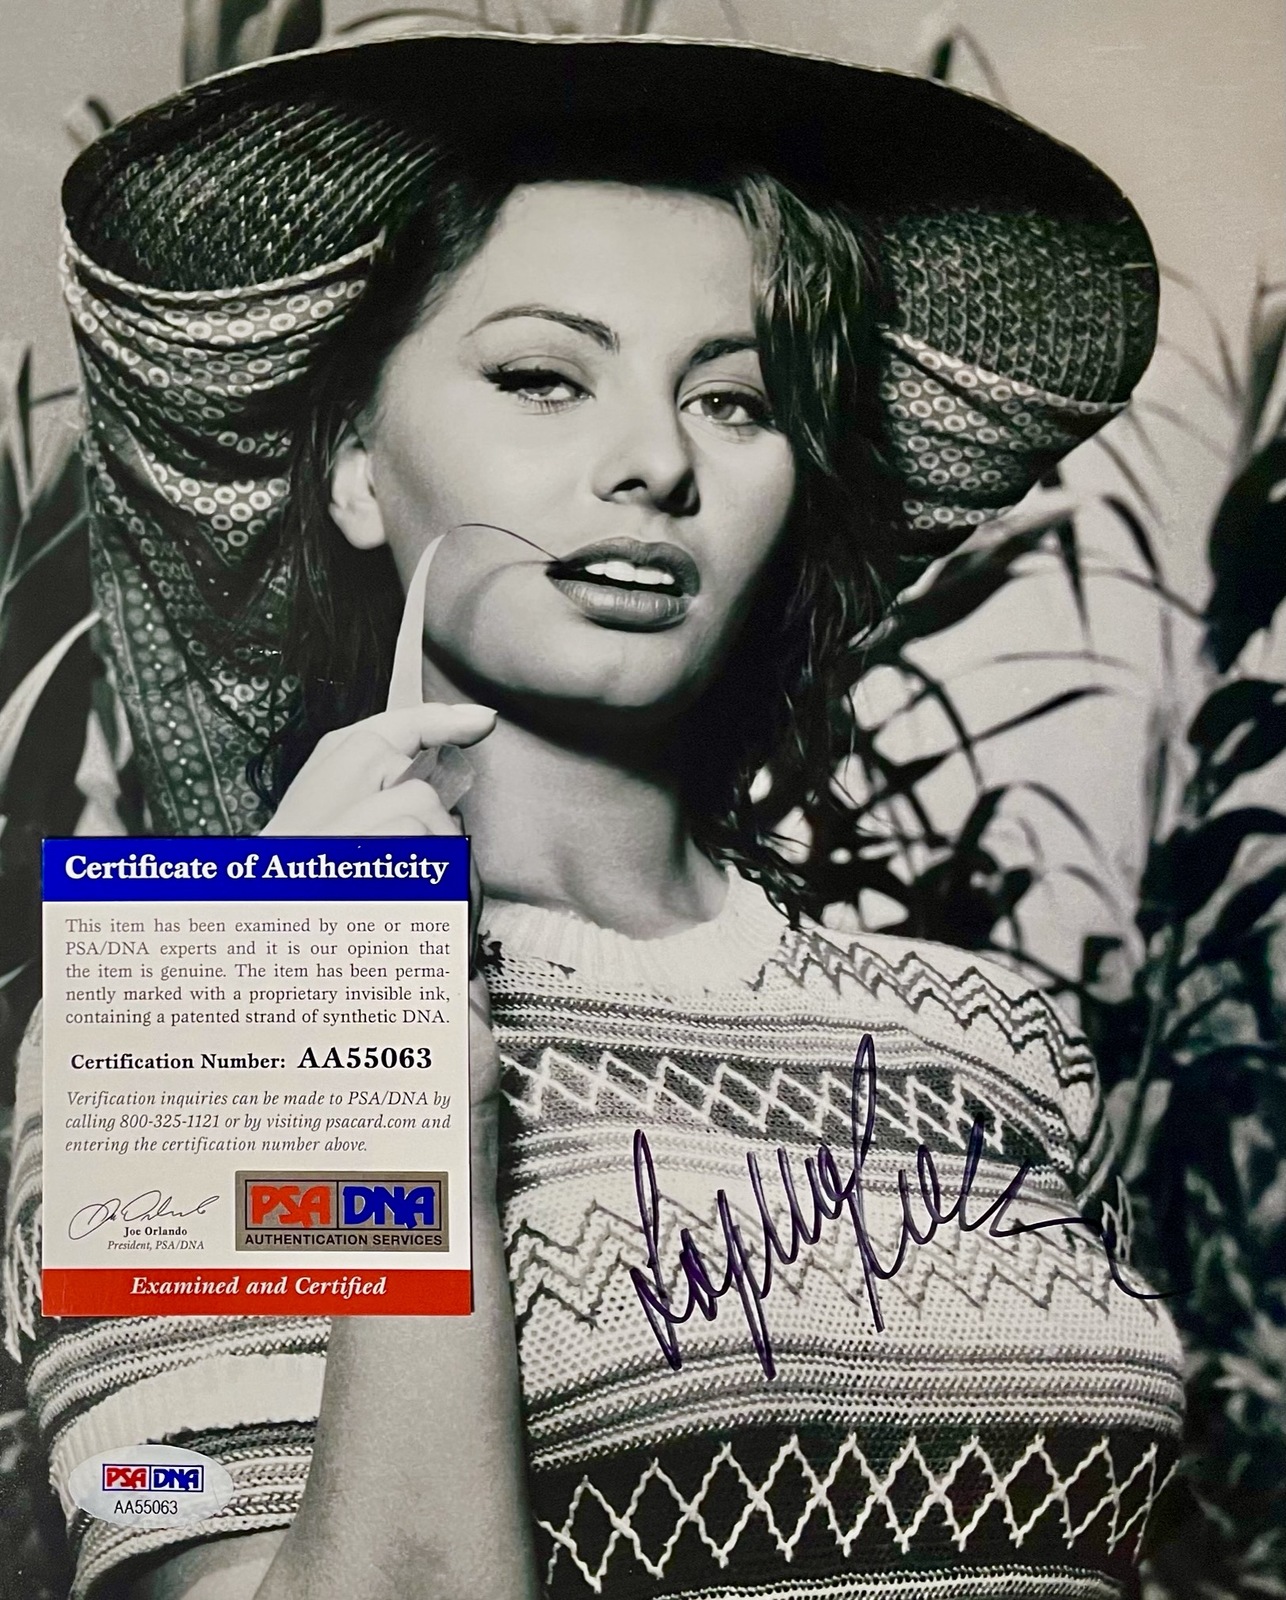 Certificate of Authenticity
This item has been examined by one or more
PSA/DNA experts and it is our opinion that
the item is genuine. The item has been perma-
nently marked with a proprietary invisible ink,
containing a patented strand of synthetic DNA.
Certification Number: AA55063
Verification inquiries can be made to PSA/DNA by
calling 800-325-1121 or by visiting psacard.com and
entering the certification number above.
Joe Orlando
President, PSA/DNA
PSA DNA
AUTHENTICATION SERVICES
Examined and Certified
PSA DNA
AA55063